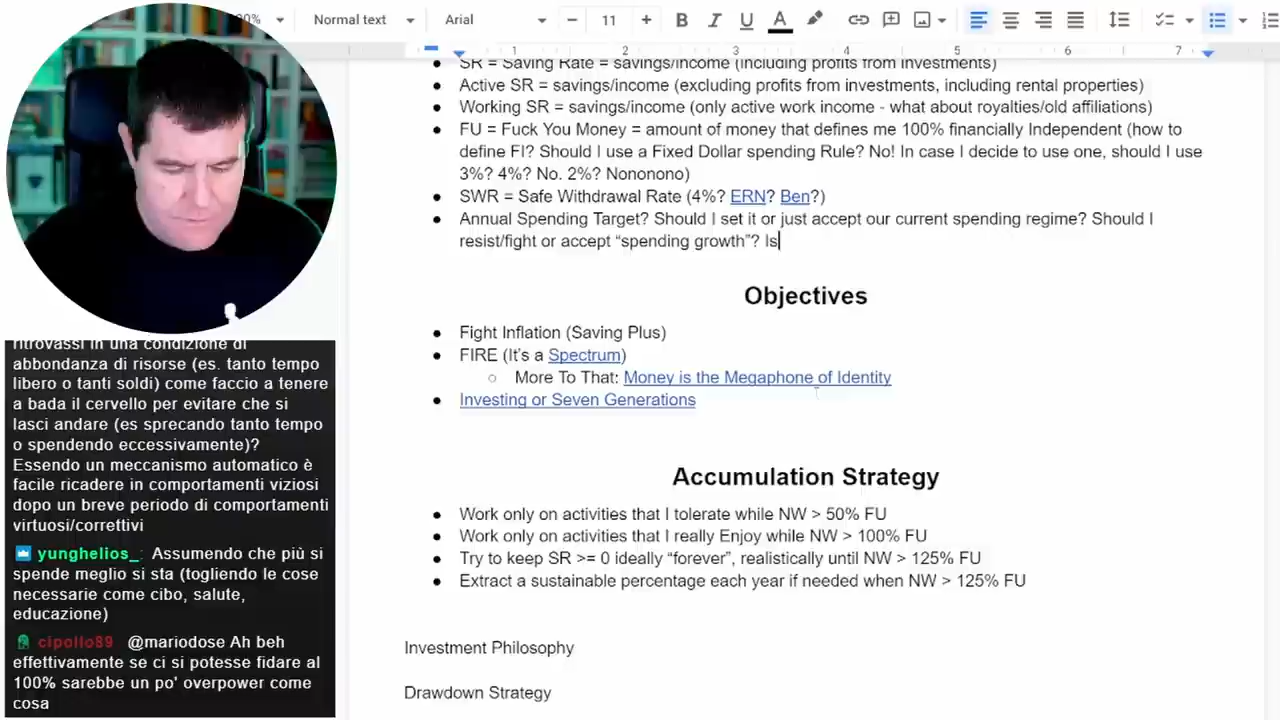 Normal text
Arial
11
B I U A
1 2 3 4 5 6 7
SR = Saving Rate = savings/income (including profits from investments)
Active SR = savings/income (excluding profits from investments, including rental properties)
Working SR = savings/income (only active work income - what about royalties/old affiliations)
FU = Fuck You Money = amount of money that defines me 100% financially Independent (how to
define FI? Should I use a Fixed Dollar spending Rule? No! In case I decide to use one, should I use
3%? 4%? No. 2%? Nononono)
SWR = Safe Withdrawal Rate (4%? ERN? Ben?)
Annual Spending Target? Should I set it or just accept our current spending regime? Should I
resist/fight or accept “spending growth”? Is
Objectives
Fight Inflation (Saving Plus)
FIRE (It's a Spectrum)
More To That: Money is the Megaphone of Identity
Investing or Seven Generations
Accumulation Strategy
Work only on activities that I tolerate while NW > 50% FU
Work only on activities that I really Enjoy while NW > 100% FU
Try to keep SR >= 0 ideally “forever”, realistically until NW > 125% FU
Extract a sustainable percentage each year if needed when NW > 125% FU
Investment Philosophy
Drawdown Strategy
ritrovassi in una condizione di
abbondanza di risorse (es. tanto tempo
libero o tanti soldi) come faccio a tenere
a bada il cervello per evitare che si
lasci andare (es sprecando tanto tempo
o spendendo eccessivamente)?
Essendo un meccanismo automatico è
facile ricadere in comportamenti viziosi
dopo un breve periodo di comportamenti
virtuosi/correttivi
yunghelios_: Assumendo che più si
spende meglio si sta (togliendo le cose
necessarie come cibo, salute,
educazione)
cipollo89 @mariodose Ah beh
effettivamente se ci si potesse fidare al
100% sarebbe un po' overpower come
cosa